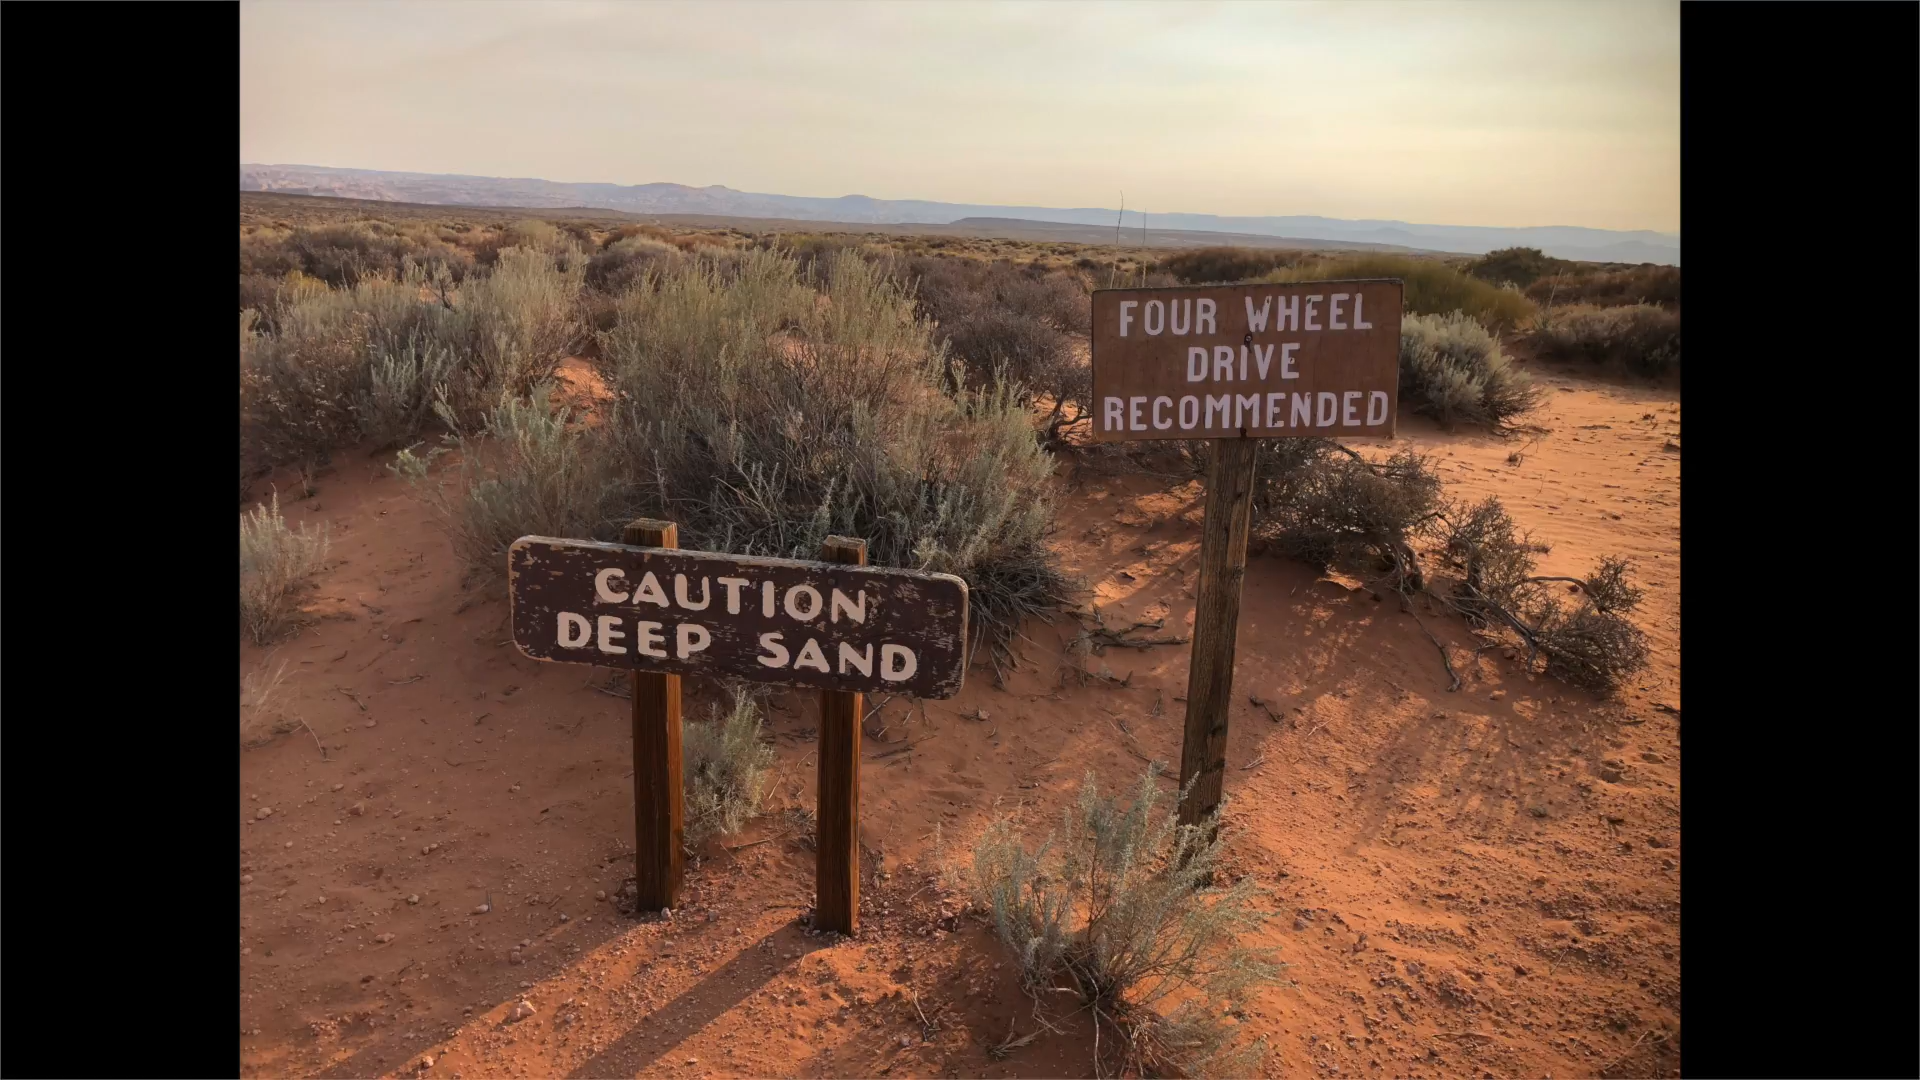 FOUR WHEEL
DRIVE
RECOMMENDED
CAUTION
DEEP SAND